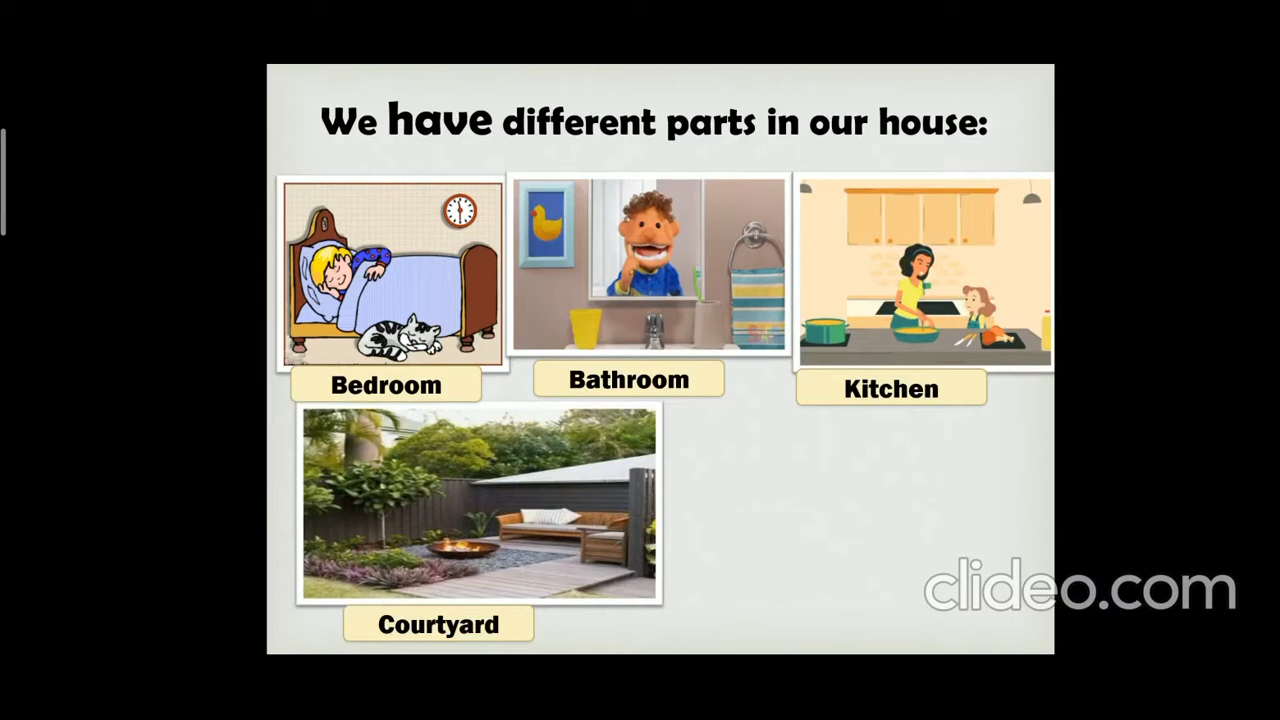 We have different parts in our house:
Bedroom
Bathroom
Kitchen
Courtyard
clideo.com